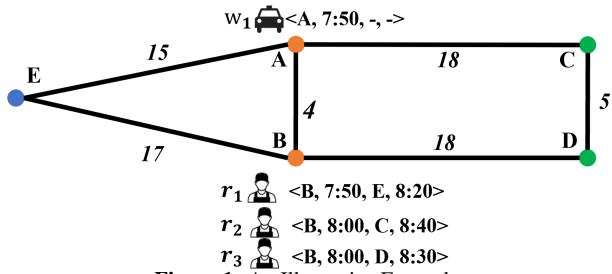 w1 <A, 7:50, -, ->
15
A
18
C
E
4
5
17
B
18
D
r1 <B, 7:50, E, 8:20>
r2 <B, 8:00, C, 8:40>
r3 <B, 8:00, D, 8:30>